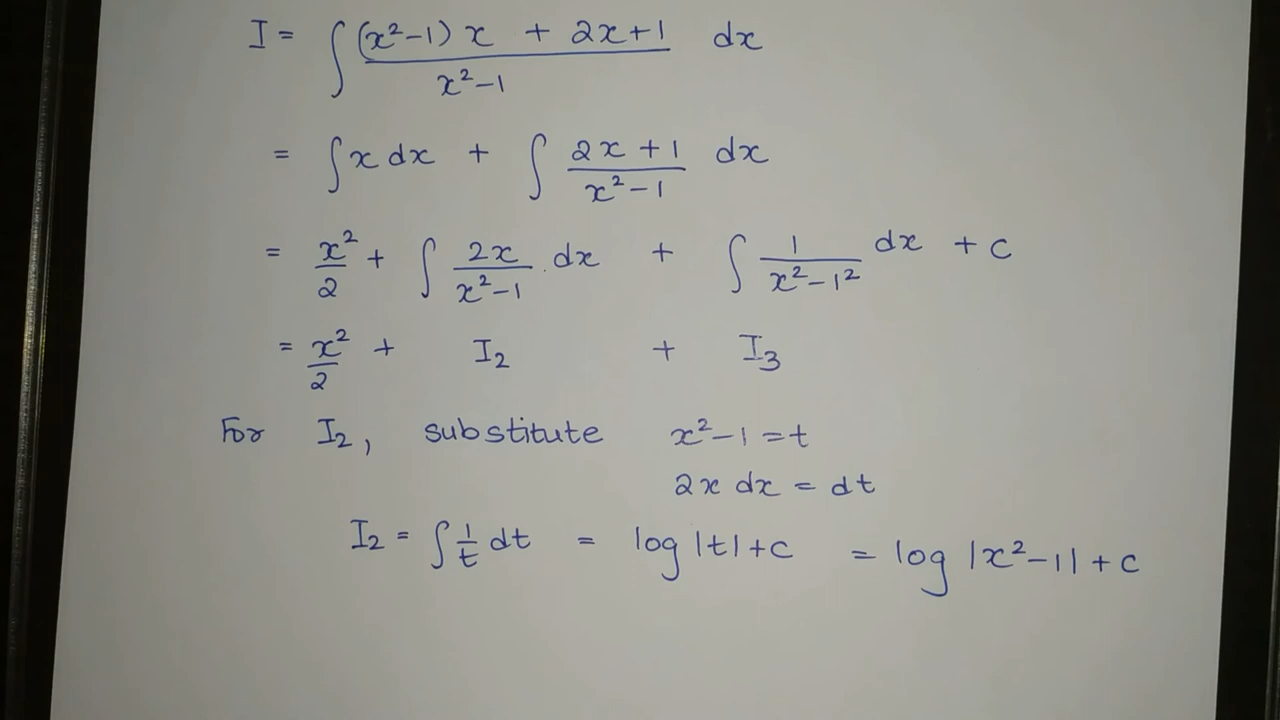 I = ∫ (x²-1) x + 2x+1 / x²-1 dx
= ∫ x dx + ∫ 2x+1 / x²-1 dx
= x²/2 + ∫ 2x / x²-1 . dx + ∫ 1 / x²-1² dx + c
= x²/2 + I₂ + I₃
For I₂, substitute x²-1 = t
2x dx = dt
I₂ = ∫ 1/t dt = log |t| + c = log |x²-1| + c